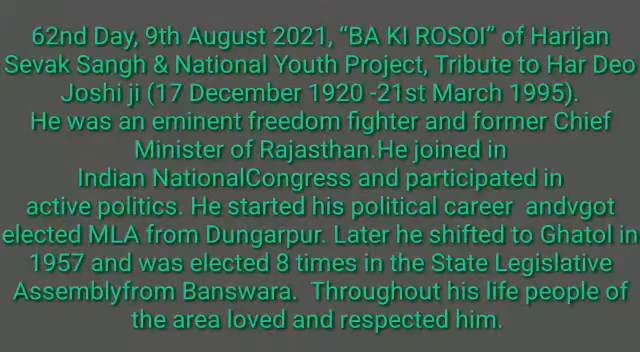 62nd Day, 9th August 2021, “BA KI ROSOI” of Harijan
Sevak Sangh & National Youth Project, Tribute to Har Deo
Joshi ji (17 December 1920 -21st March 1995).
He was an eminent freedom fighter and former Chief
Minister of Rajasthan.He joined in
Indian NationalCongress and participated in
active politics. He started his political career  andvgot
elected MLA from Dungarpur. Later he shifted to Ghatol in
1957 and was elected 8 times in the State Legislative
Assemblyfrom Banswara.  Throughout his life people of
the area loved and respected him.